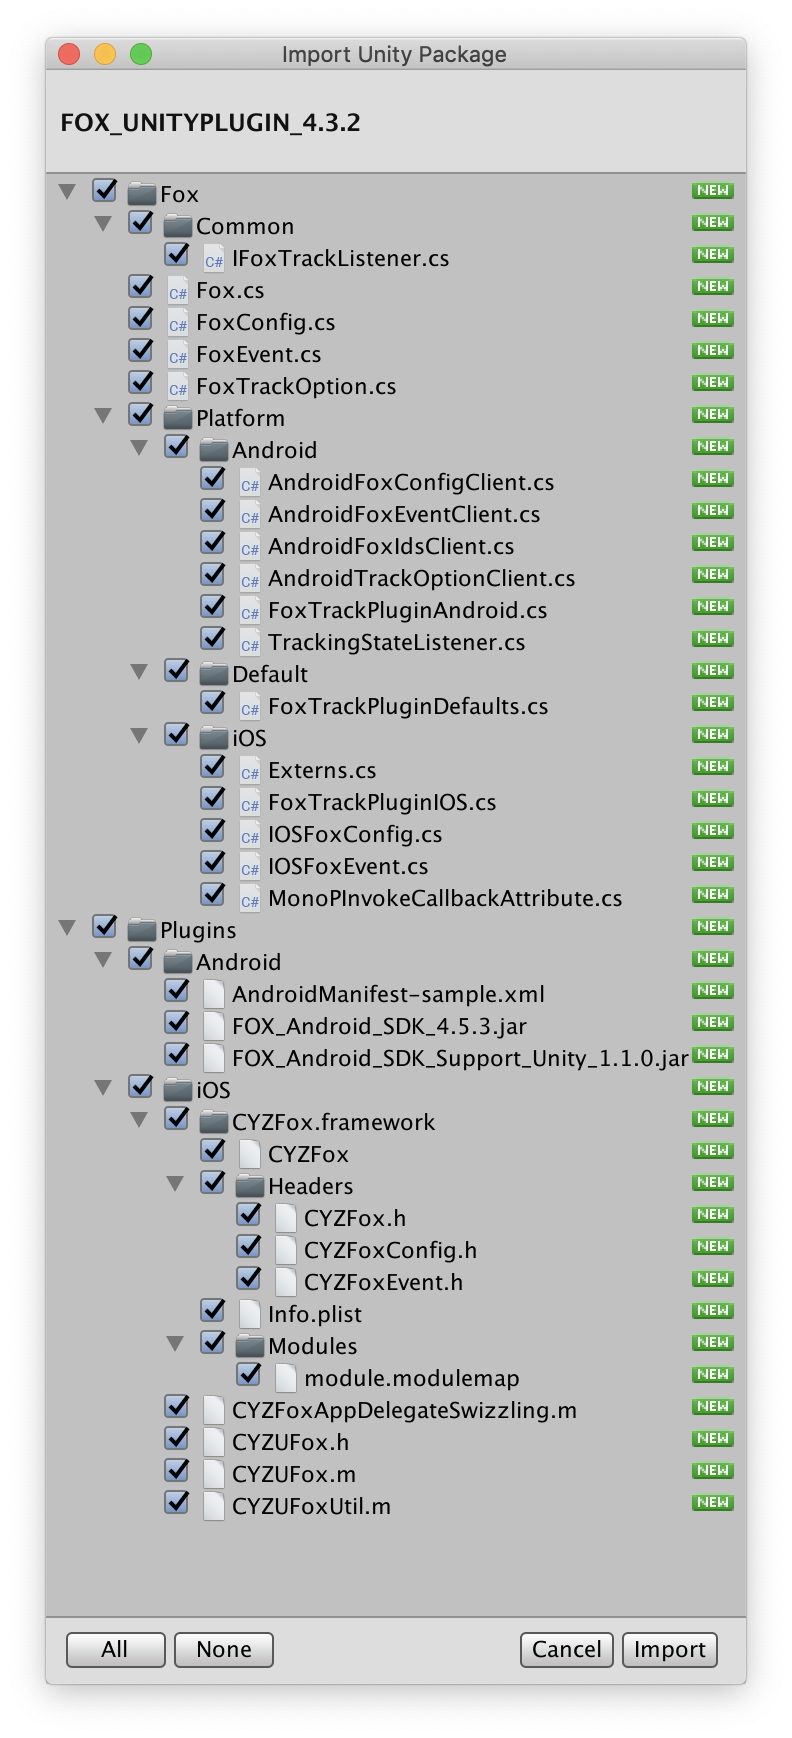 Import Unity Package
FOX_UNITYPLUGIN_4.3.2
Fox NEW
Common NEW
C# IFoxTrackListener.cs NEW
C# Fox.cs NEW
C# FoxConfig.cs NEW
C# FoxEvent.cs NEW
C# FoxTrackOption.cs NEW
Platform NEW
Android NEW
C# AndroidFoxConfigClient.cs NEW
C# AndroidFoxEventClient.cs NEW
C# AndroidFoxIdsClient.cs NEW
C# AndroidTrackOptionClient.cs NEW
C# FoxTrackPluginAndroid.cs NEW
C# TrackingStateListener.cs NEW
Default NEW
C# FoxTrackPluginDefaults.cs NEW
iOS NEW
C# Externs.cs NEW
C# FoxTrackPluginIOS.cs NEW
C# IOSFoxConfig.cs NEW
C# IOSFoxEvent.cs NEW
C# MonoPInvokeCallbackAttribute.cs NEW
Plugins NEW
Android NEW
AndroidManifest-sample.xml NEW
FOX_Android_SDK_4.5.3.jar NEW
FOX_Android_SDK_Support_Unity_1.1.0.jar NEW
iOS NEW
CYZFox.framework NEW
CYZFox NEW
Headers NEW
CYZFox.h NEW
CYZFoxConfig.h NEW
CYZFoxEvent.h NEW
Info.plist NEW
Modules NEW
module.modulemap NEW
CYZFoxAppDelegateSwizzling.m NEW
CYZUFox.h NEW
CYZUFox.m NEW
CYZUFoxUtil.m NEW
All None Cancel Import